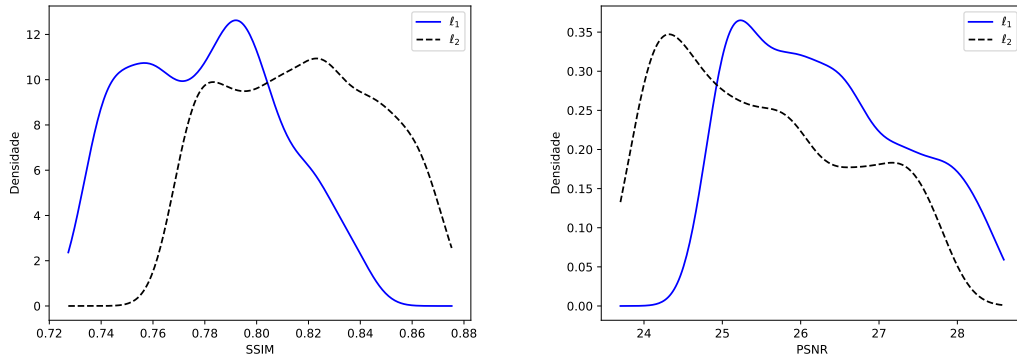 ℓ₁
ℓ₂
12
10
8
6
4
2
0
Densidade
0.72 0.74 0.76 0.78 0.80 0.82 0.84 0.86 0.88
SSIM
ℓ₁
ℓ₂
0.35
0.30
0.25
0.20
0.15
0.10
0.05
0.00
Densidade
24 25 26 27 28
PSNR